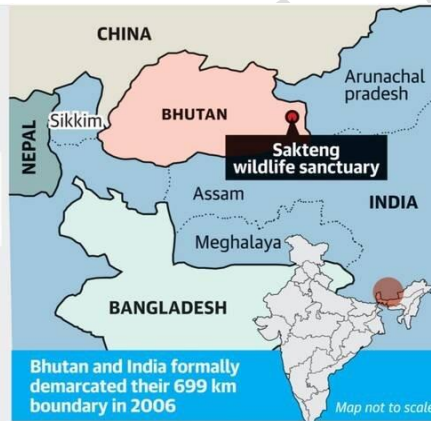 CHINA
Arunachal
pradesh
Sikkim
BHUTAN
NEPAL
Sakteng
wildlife sanctuary
Assam
INDIA
Meghalaya
BANGLADESH
Bhutan and India formally
demarcated their 699 km
boundary in 2006
Map not to scale